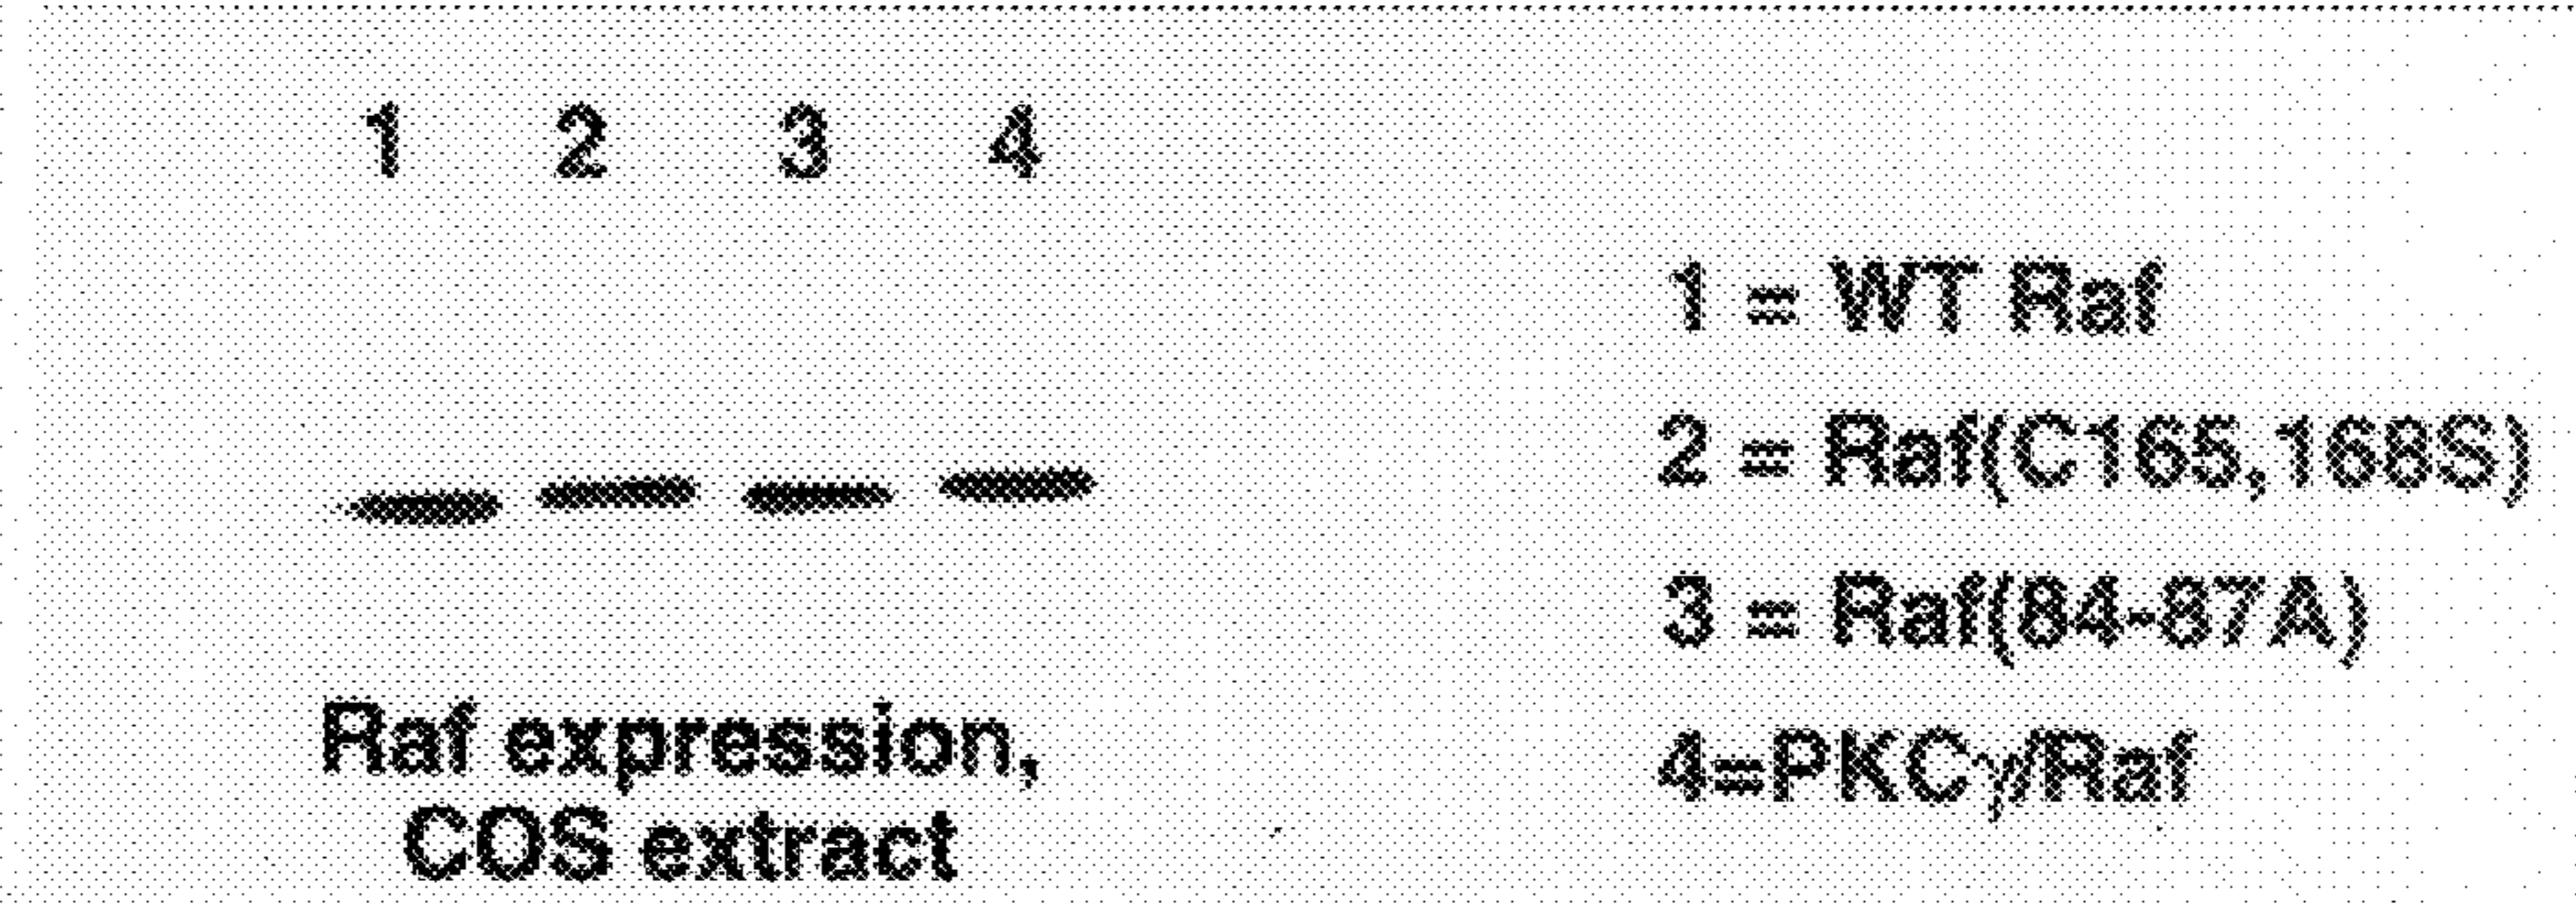 1 2 3 4
1 = WT Raf
2 = Raf(C165,168S)
3 = Raf(84-87A)
4=PKCγ/Raf
Raf expression,
COS extract